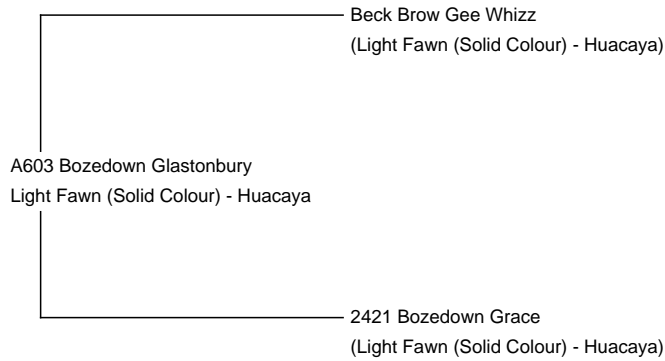 Beck Brow Gee Whizz
(Light Fawn (Solid Colour) - Huacaya)
A603 Bozedown Glastonbury
Light Fawn (Solid Colour) - Huacaya
2421 Bozedown Grace
(Light Fawn (Solid Colour) - Huacaya)